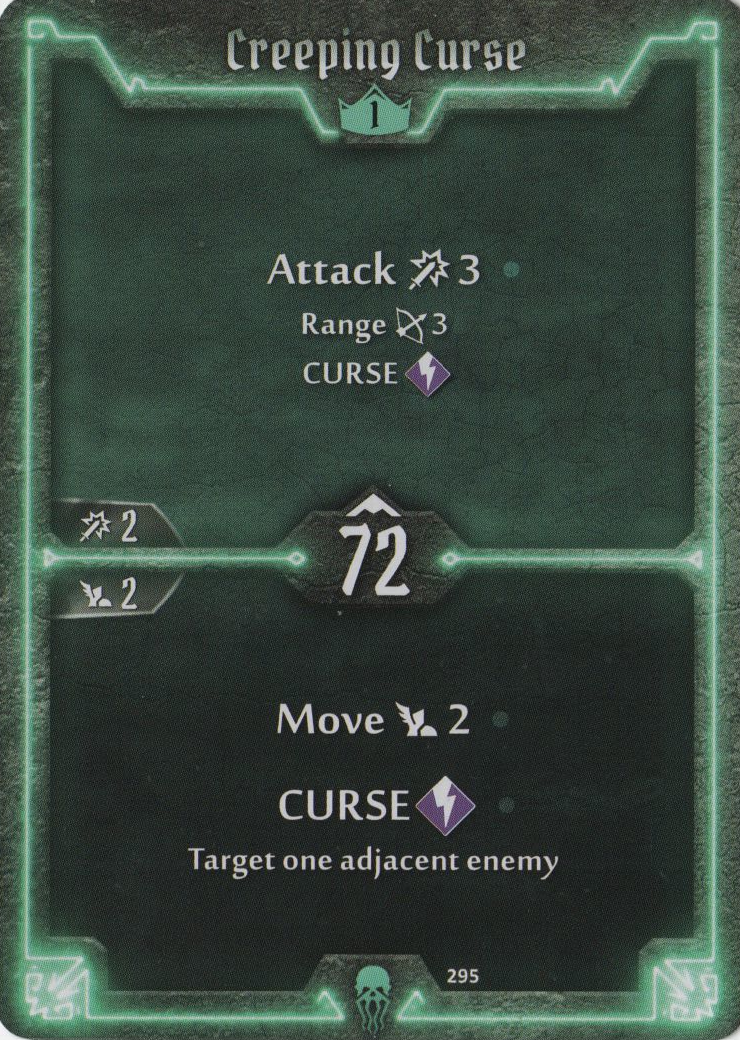 Creeping Curse
1
Attack 3
Range 3
CURSE
2
72
2
Move 2
CURSE
Target one adjacent enemy
295